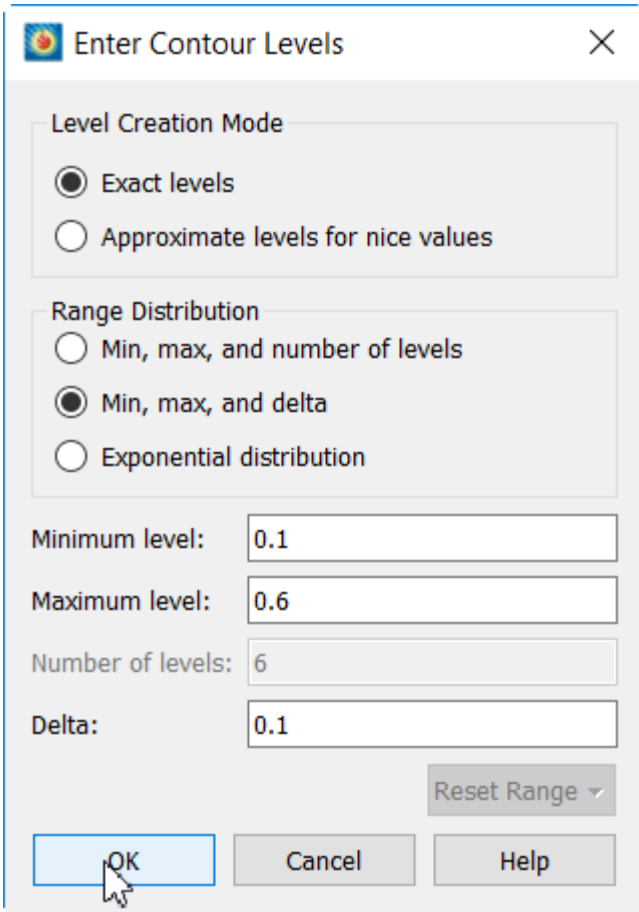 Enter Contour Levels
Level Creation Mode
Exact levels
Approximate levels for nice values
Range Distribution
Min, max, and number of levels
Min, max, and delta
Exponential distribution
Minimum level: 0.1
Maximum level: 0.6
Number of levels: 6
Delta: 0.1
Reset Range
OK Cancel Help